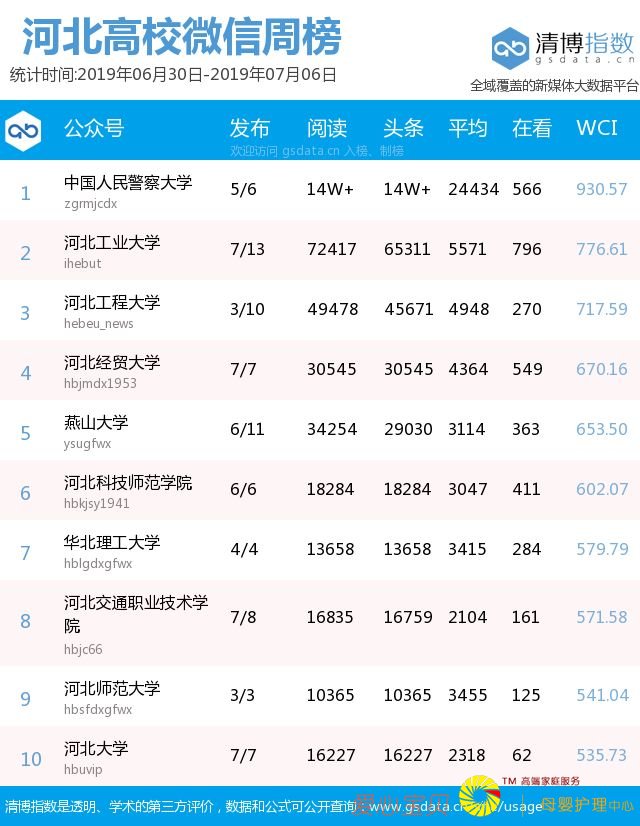 河北高校微信周榜
统计时间:2019年06月30日-2019年07月06日
清博指数
gsdata.cn
全域覆盖的新媒体大数据平台
公众号 发布 阅读 头条 平均 在看 WCI
欢迎访问 gsdata.cn 入榜、制榜
1 中国人民警察大学 5/6 14W+ 14W+ 24434 566 930.57
zgrmjcdx
2 河北工业大学 7/13 72417 65311 5571 796 776.61
ihebut
3 河北工程大学 3/10 49478 45671 4948 270 717.59
hebeu_news
4 河北经贸大学 7/7 30545 30545 4364 549 670.16
hbjmdx1953
5 燕山大学 6/11 34254 29030 3114 363 653.50
ysugfwx
6 河北科技师范学院 6/6 18284 18284 3047 411 602.07
hbkjsy1941
7 华北理工大学 4/4 13658 13658 3415 284 579.79
hblgdxgfwx
8 河北交通职业技术学 7/8 16835 16759 2104 161 571.58
院
hbjc66
9 河北师范大学 3/3 10365 10365 3455 125 541.04
hbsfdxgfwx
10 河北大学 7/7 16227 16227 2318 62 535.73
hbuvip
TM 高端家庭服务
清博指数是透明、学术的第三方评价，数据和公式可公开查询
爱心宝贝 母婴护理中心